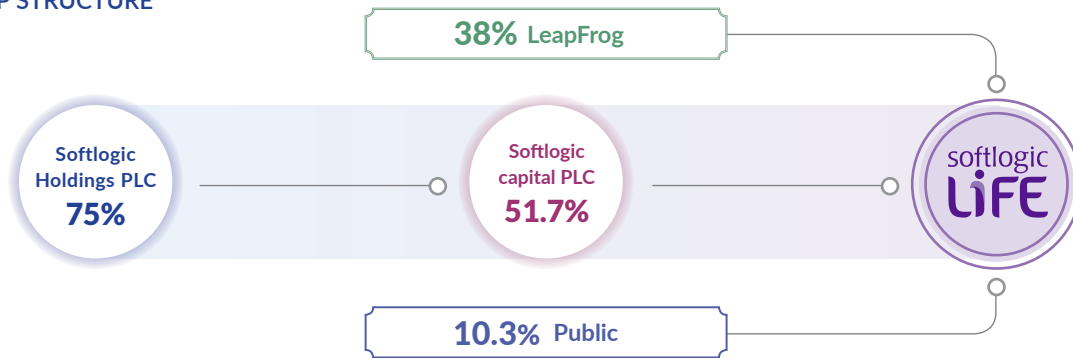 STRUCTURE
38% LeapFrog
Softlogic
Holdings PLC
75%
Softlogic
capital PLC
51.7%
softlogic
LiFE
10.3% Public